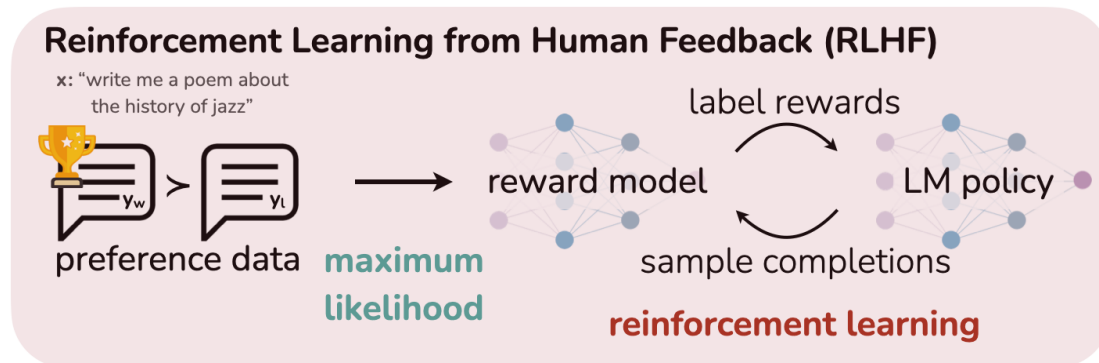 Reinforcement Learning from Human Feedback (RLHF)
x: “write me a poem about
the history of jazz”
label rewards
yw
≻
yl
reward model
LM policy
preference data
maximum
likelihood
sample completions
reinforcement learning